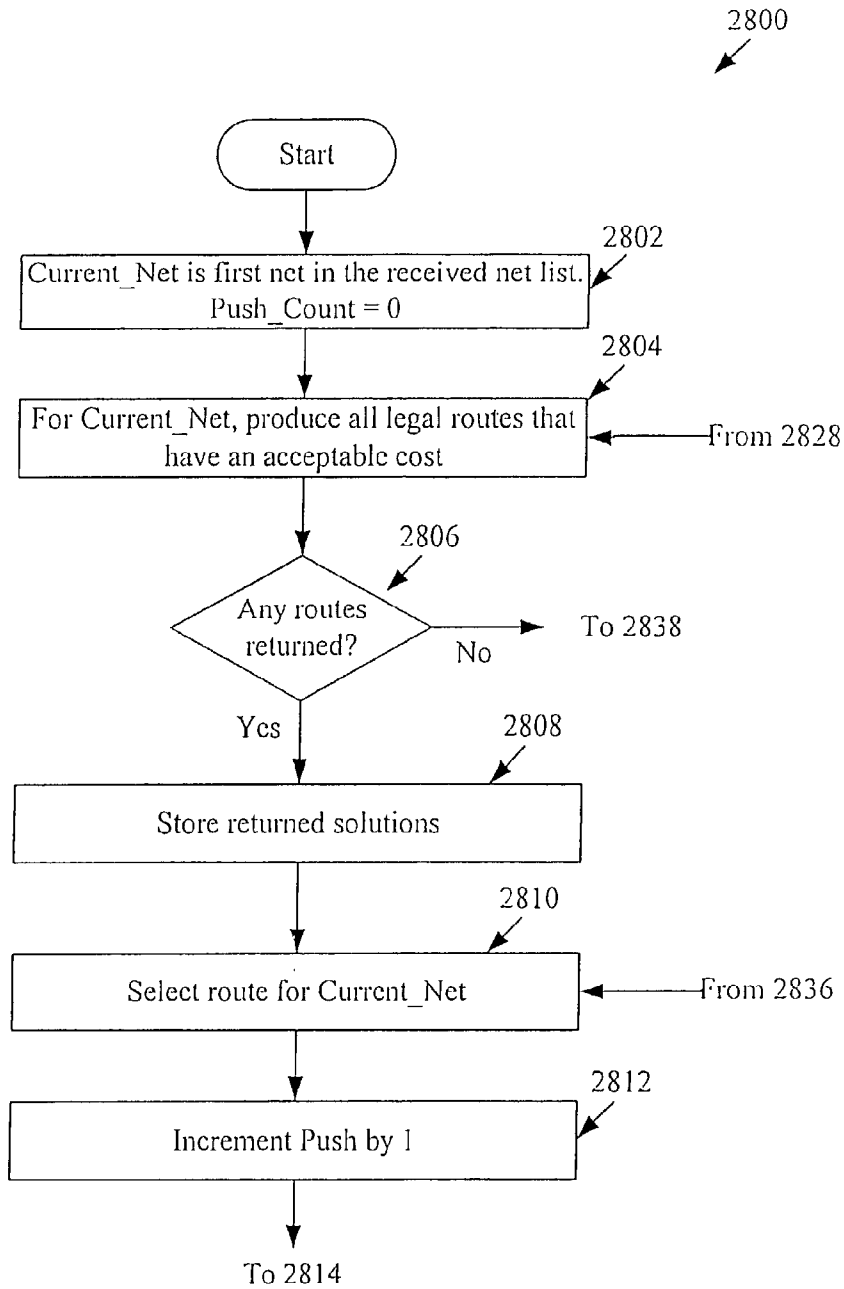 2800
Start
2802
Current_Net is first net in the received net list.
Push_Count = 0
2804
For Current_Net, produce all legal routes that
have an acceptable cost
From 2828
2806
Any routes
returned?
No
To 2838
Yes
2808
Store returned solutions
2810
Select route for Current_Net
From 2836
2812
Increment Push by 1
To 2814